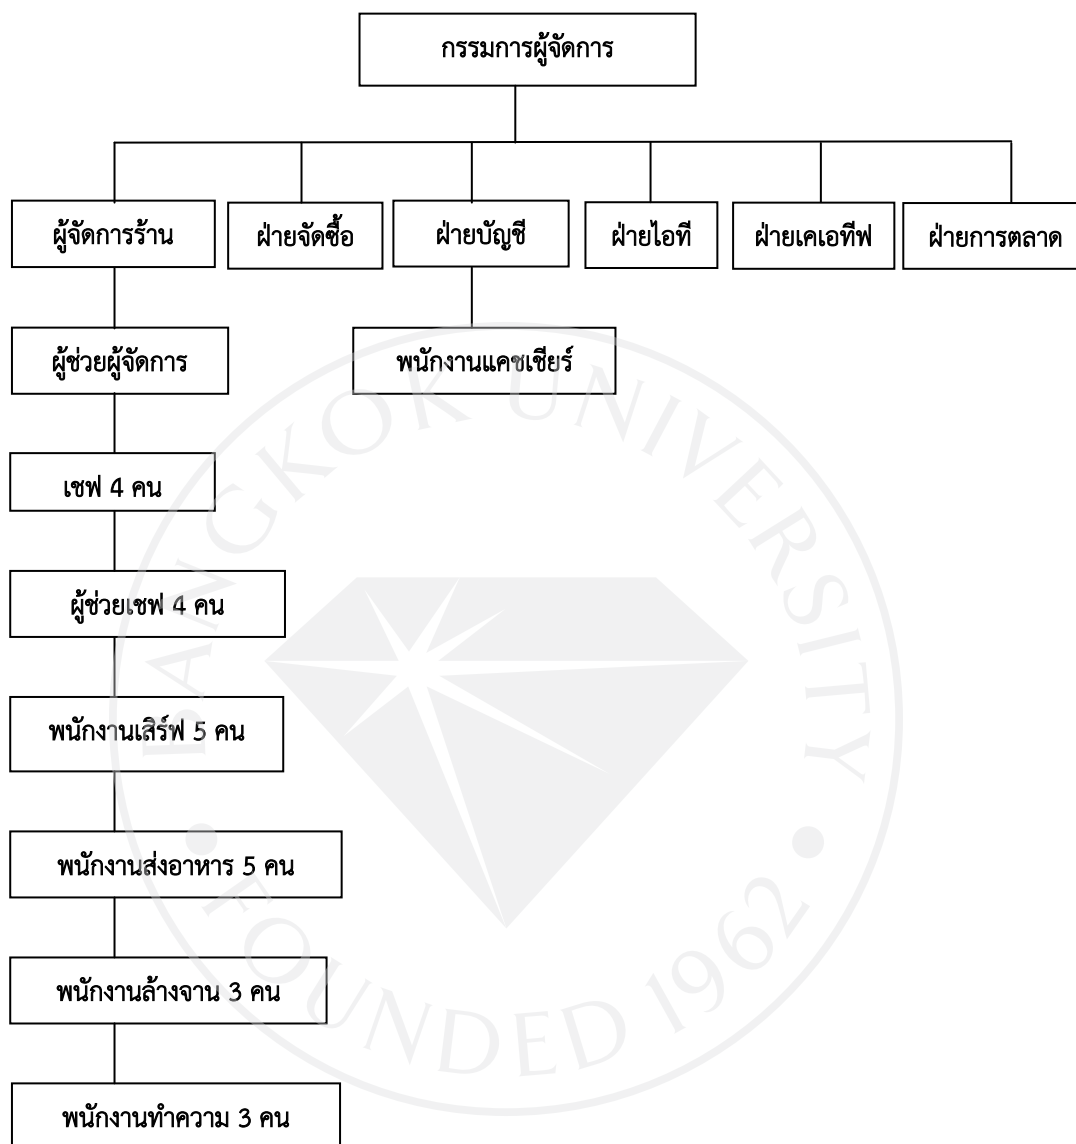 กรรมการผู้จัดการ
ผู้จัดการร้าน
ฝ่ายจัดซื้อ
ฝ่ายบัญชี
ฝ่ายไอที
ฝ่ายเคเอทีฟ
ฝ่ายการตลาด
ผู้ช่วยผู้จัดการ
พนักงานแคชเชียร์
เชฟ 4 คน
ผู้ช่วยเชฟ 4 คน
พนักงานเสิร์ฟ 5 คน
พนักงานส่งอาหาร 5 คน
พนักงานล้างจาน 3 คน
พนักงานทำความ 3 คน
BANGKOK UNIVERSITY
FOUNDED 1962